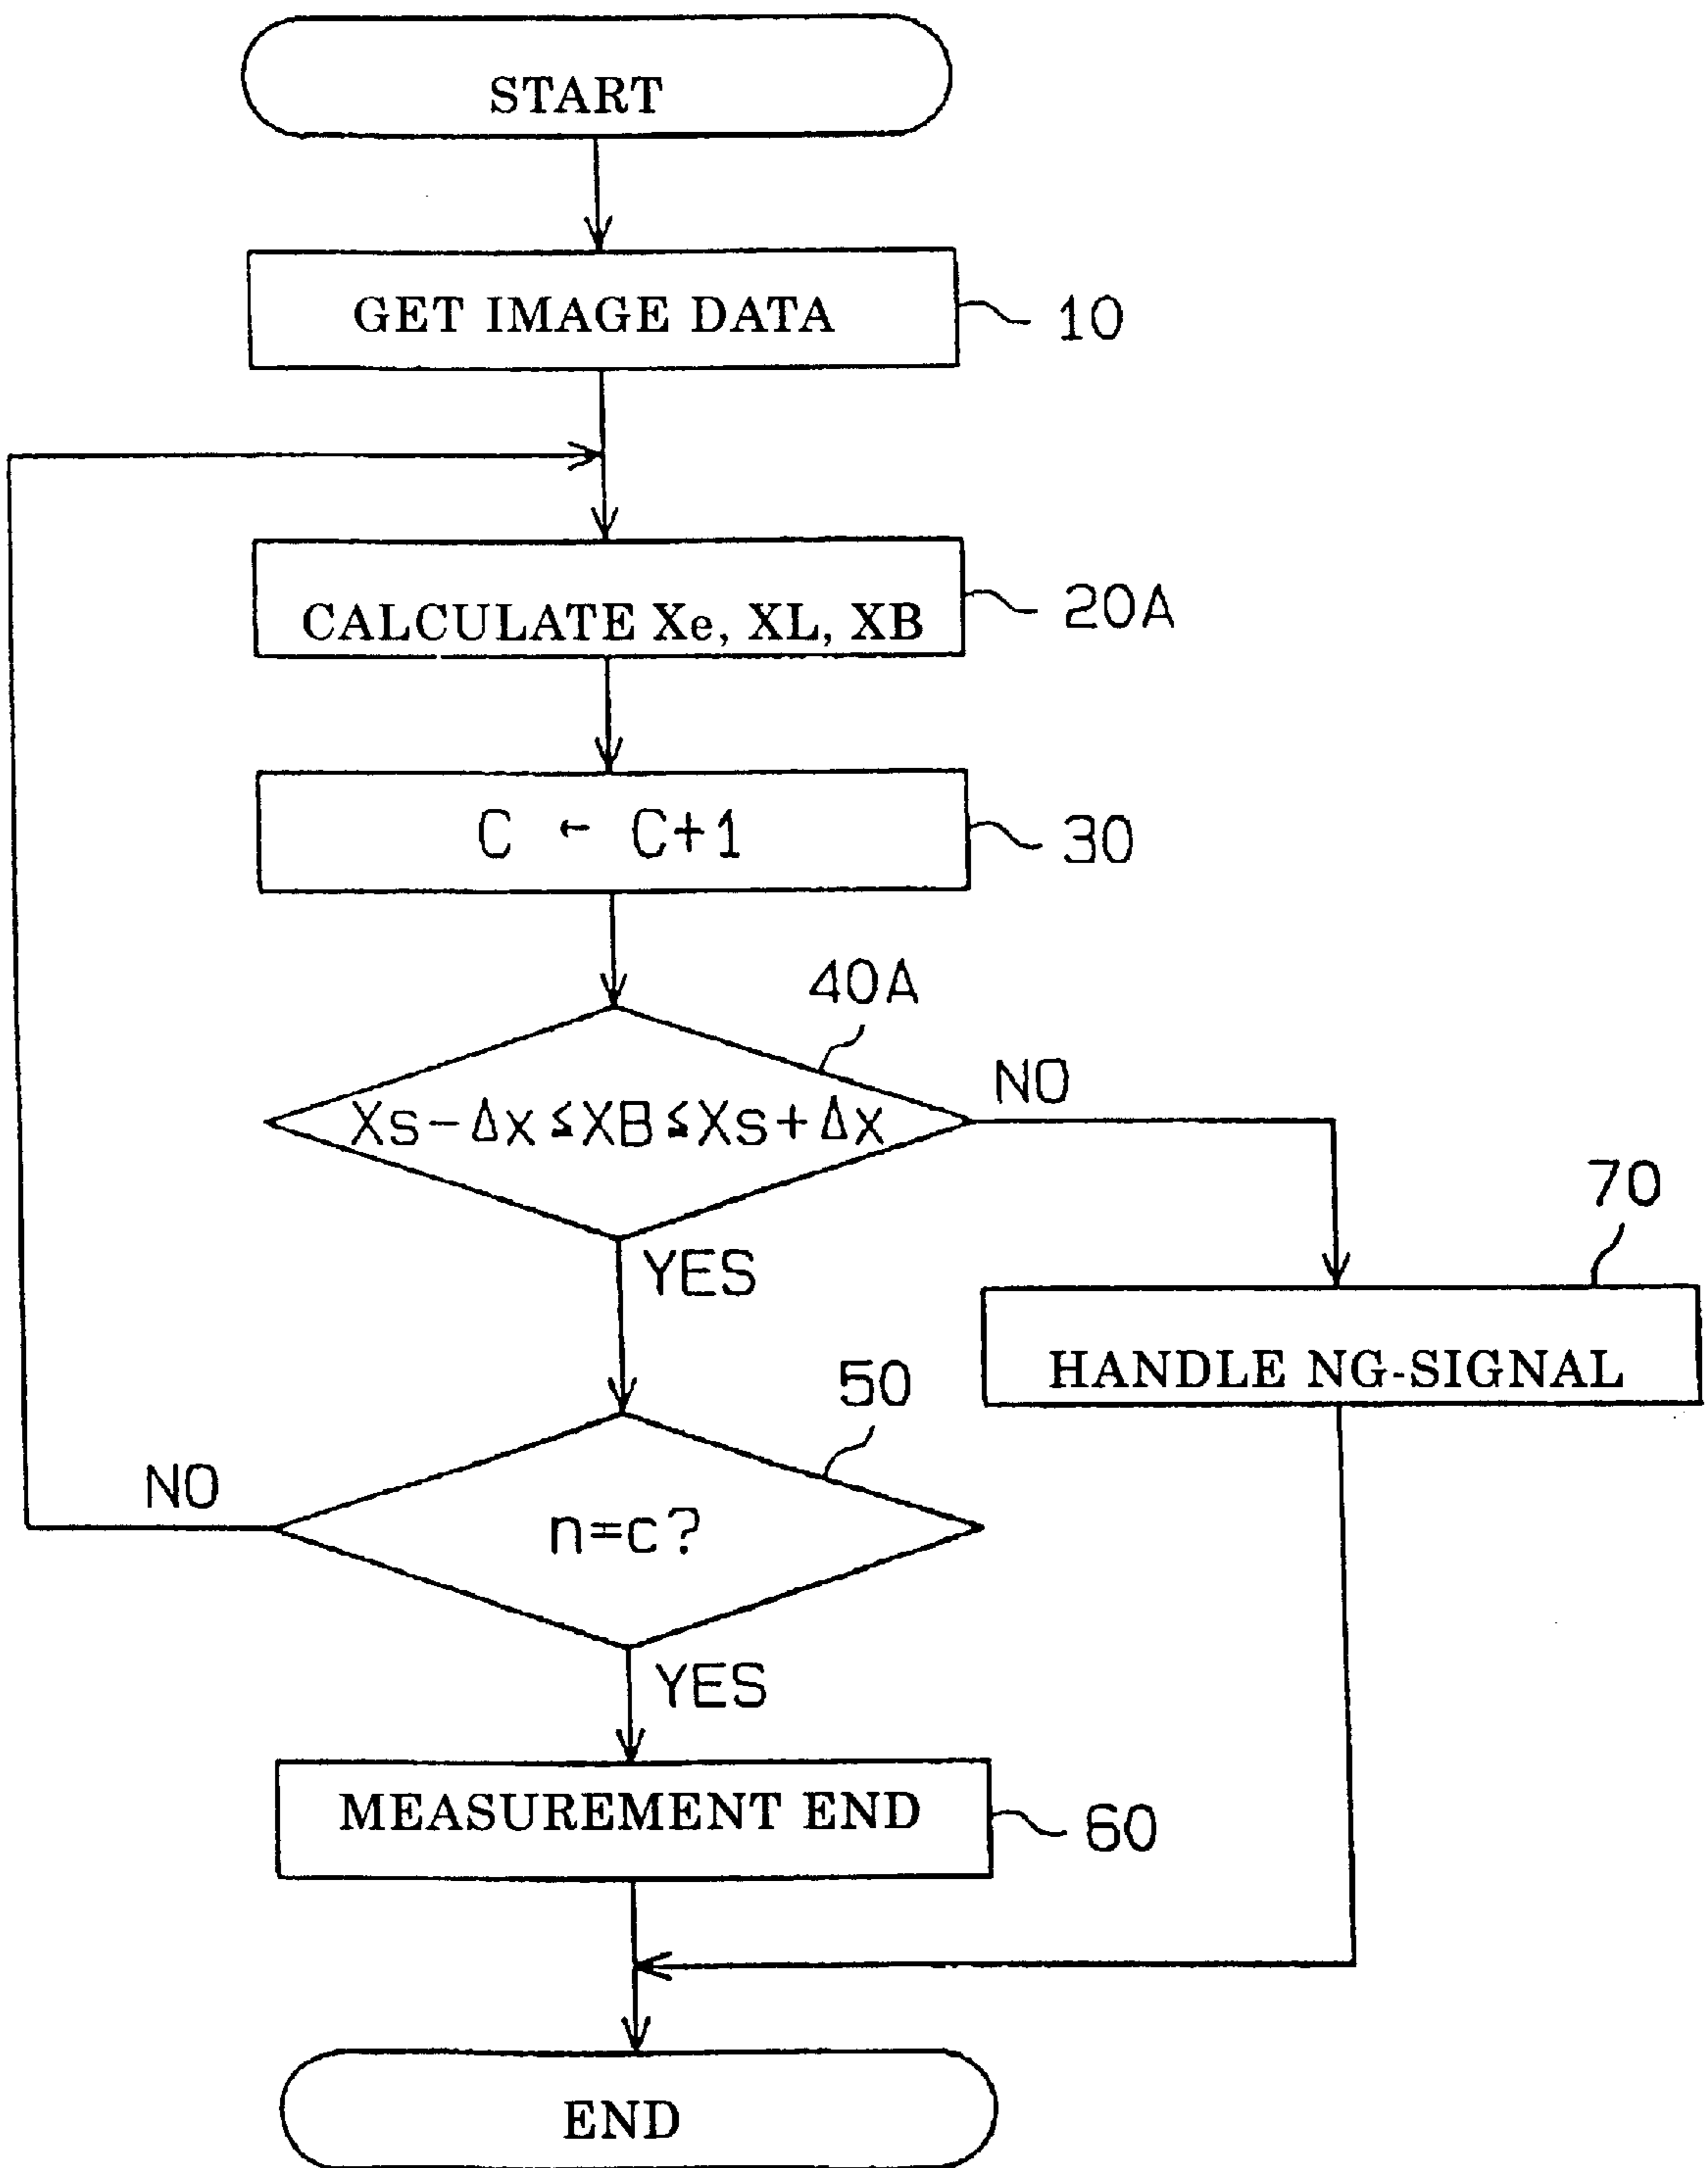 START
GET IMAGE DATA
10
CALCULATE Xe, XL, XB
20A
C ← C+1
30
40A
Xs-Δx≦XB≦Xs+Δx
NO
YES
70
HANDLE NG-SIGNAL
50
NO
n=c?
YES
MEASUREMENT END
60
END